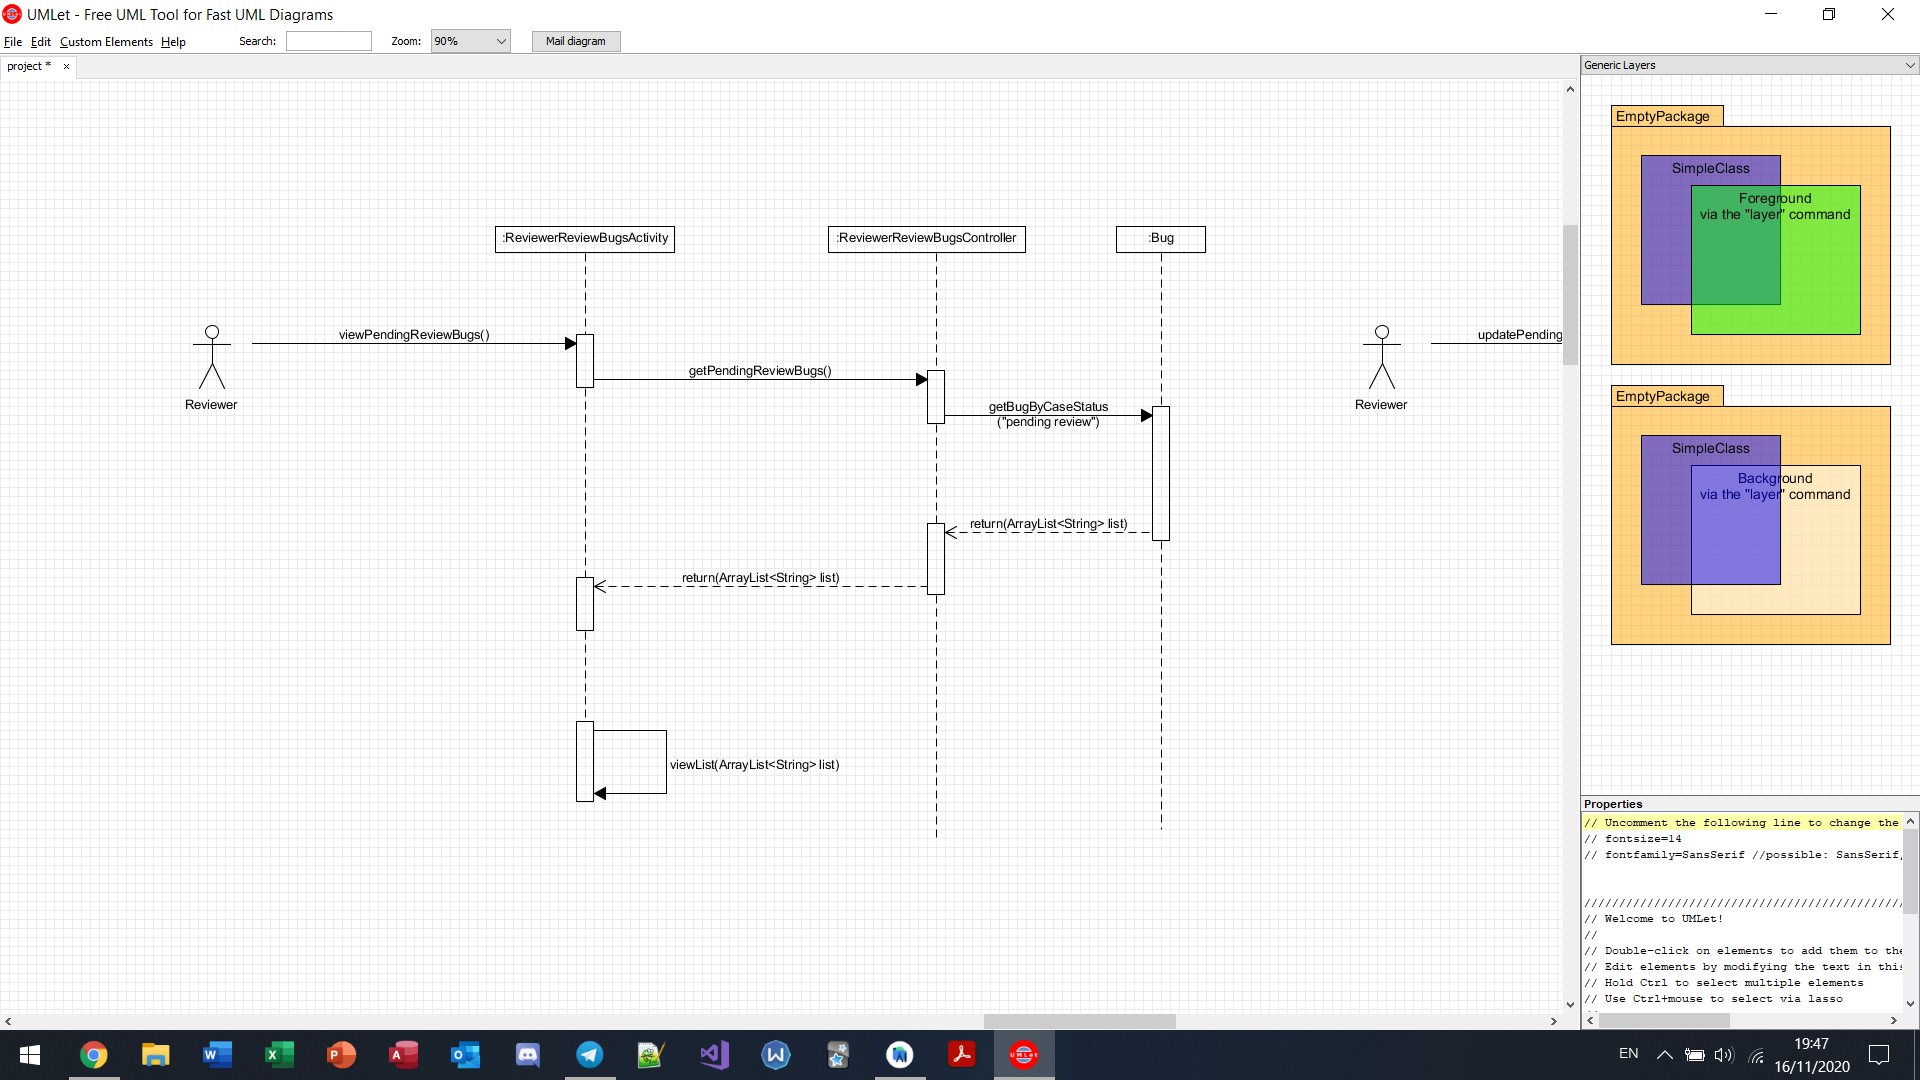 UMLet - Free UML Tool for Fast UML Diagrams
File Edit Custom Elements Help Search: Zoom: 90% Mail diagram
project *
Generic Layers
:ReviewerReviewBugsActivity
:ReviewerReviewBugsController
:Bug
viewPendingReviewBugs()
Reviewer
getPendingReviewBugs()
getBugByCaseStatus
("pending review")
return(ArrayList<String> list)
return(ArrayList<String> list)
viewList(ArrayList<String> list)
updatePending
Reviewer
EmptyPackage
SimpleClass
Foreground
via the "layer" command
EmptyPackage
SimpleClass
Background
via the "layer" command
Properties
// Uncomment the following line to change the
// fontsize=14
// fontfamily=SansSerif //possible: SansSerif,
/////////////////////////////////////////////
// Welcome to UMLet!
//
// Double-click on elements to add them to the
// Edit elements by modifying the text in this
// Hold Ctrl to select multiple elements
// Use Ctrl+mouse to select via lasso
EN
19:47
16/11/2020